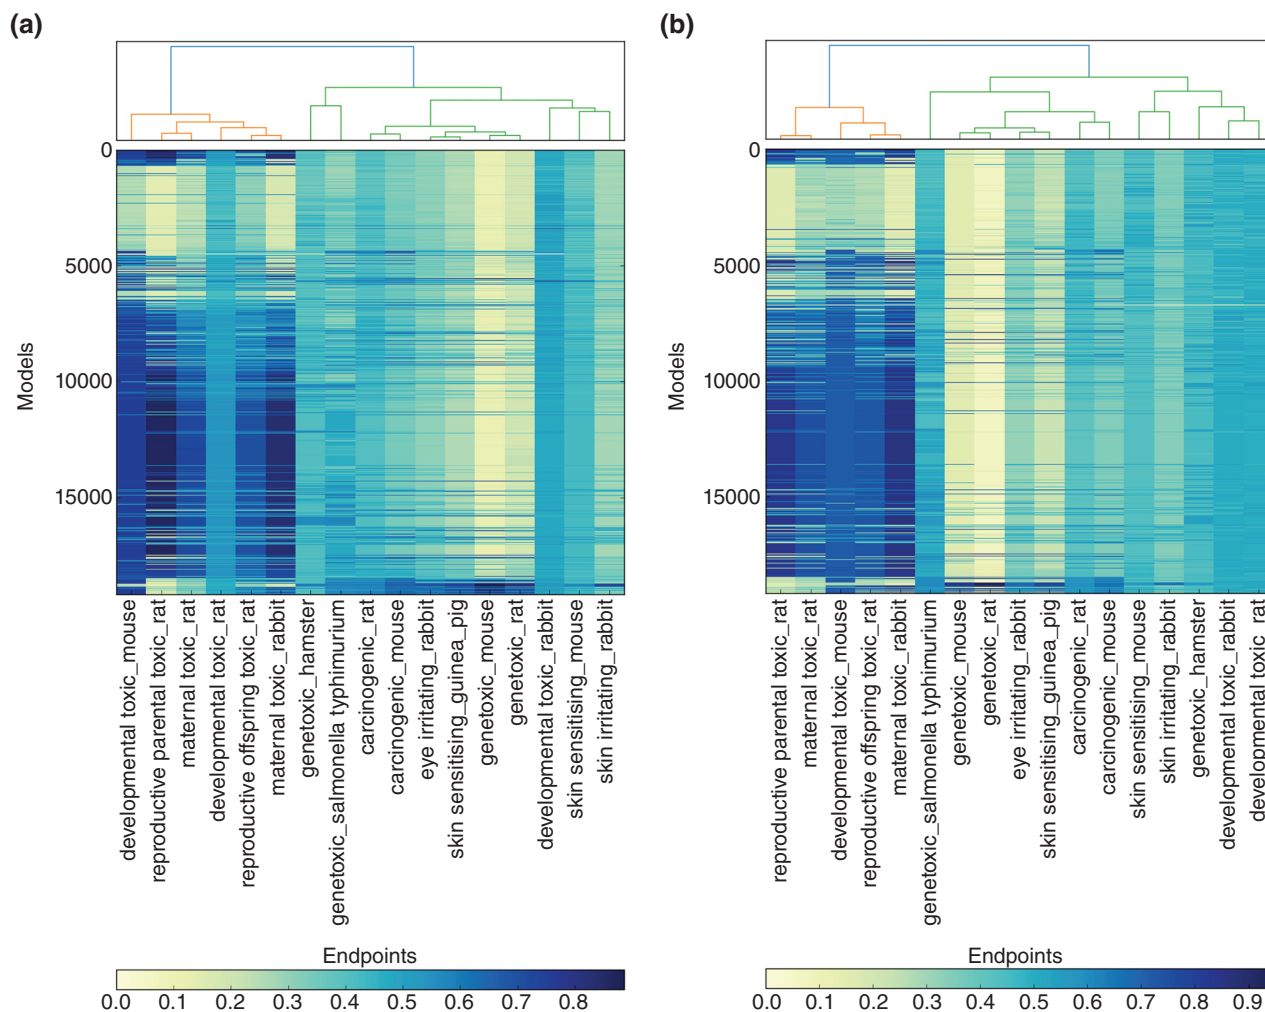 (a)
0
5000
10000
15000
Models
developmental toxic_mouse
reproductive parental toxic_rat
maternal toxic_rat
developmental toxic_rat
reproductive offspring toxic_rat
maternal toxic_rabbit
genetoxic_hamster
genetoxic_salmonella typhimurium
carcinogenic_rat
carcinogenic_mouse
eye irritating_rabbit
skin sensitising_guinea_pig
genetoxic_mouse
genetoxic_rat
developmental toxic_rabbit
skin sensitising_mouse
skin irritating_rabbit
Endpoints
0.0 0.1 0.2 0.3 0.4 0.5 0.6 0.7 0.8
(b)
0
5000
10000
15000
Models
reproductive parental toxic_rat
maternal toxic_rat
developmental toxic_mouse
reproductive offspring toxic_rat
maternal toxic_rabbit
genetoxic_salmonella typhimurium
genetoxic_mouse
genetoxic_rat
eye irritating_rabbit
skin sensitising_guinea_pig
carcinogenic_rat
carcinogenic_mouse
skin sensitising_mouse
skin irritating_rabbit
genetoxic_hamster
developmental toxic_rabbit
developmental toxic_rat
Endpoints
0.0 0.1 0.2 0.3 0.4 0.5 0.6 0.7 0.8 0.9